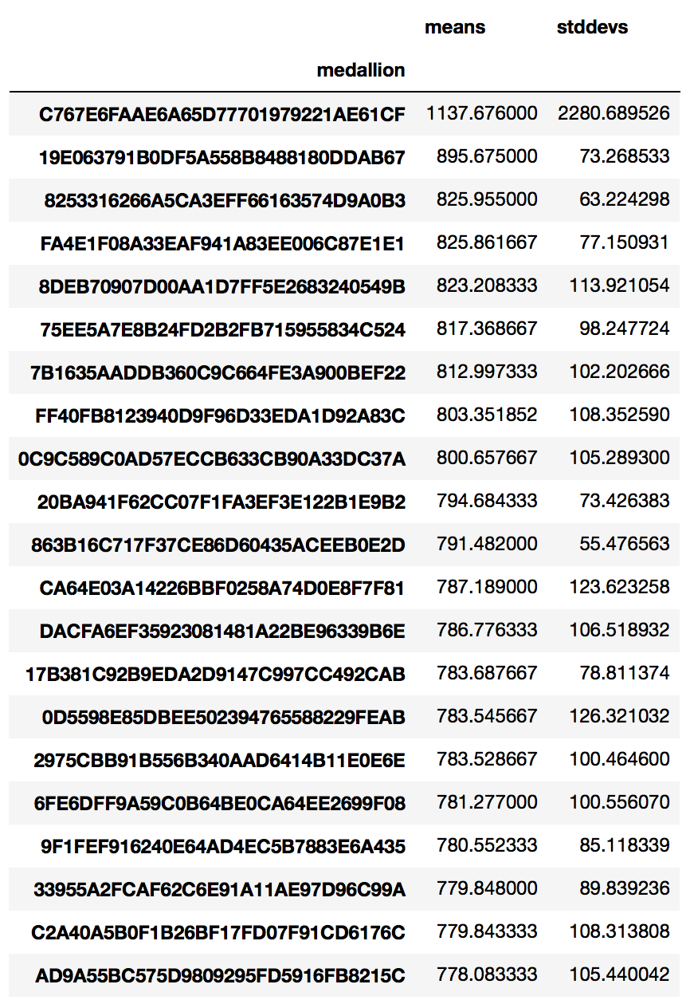 means stddevs
medallion
C767E6FAAE6A65D77701979221AE61CF 1137.676000 2280.689526
19E063791B0DF5A558B8488180DDAB67 895.675000 73.268533
8253316266A5CA3EFF66163574D9A0B3 825.955000 63.224298
FA4E1F08A33EAF941A83EE006C87E1E1 825.861667 77.150931
8DEB70907D00AA1D7FF5E2683240549B 823.208333 113.921054
75EE5A7E8B24FD2B2FB715955834C524 817.368667 98.247724
7B1635AADDB360C9C664FE3A900BEF22 812.997333 102.202666
FF40FB8123940D9F96D33EDA1D92A83C 803.351852 108.352590
0C9C589C0AD57ECCB633CB90A33DC37A 800.657667 105.289300
20BA941F62CC07F1FA3EF3E122B1E9B2 794.684333 73.426383
863B16C717F37CE86D60435ACEEB0E2D 791.482000 55.476563
CA64E03A14226BBF0258A74D0E8F7F81 787.189000 123.623258
DACFA6EF35923081481A22BE96339B6E 786.776333 106.518932
17B381C92B9EDA2D9147C997CC492CAB 783.687667 78.811374
0D5598E85DBEE502394765588229FEAB 783.545667 126.321032
2975CBB91B556B340AAD6414B11E0E6E 783.528667 100.464600
6FE6DFF9A59C0B64BE0CA64EE2699F08 781.277000 100.556070
9F1FEF916240E64AD4EC5B7883E6A435 780.552333 85.118339
33955A2FCAF62C6E91A11AE97D96C99A 779.848000 89.839236
C2A40A5B0F1B26BF17FD07F91CD6176C 779.843333 108.313808
AD9A55BC575D9809295FD5916FB8215C 778.083333 105.440042